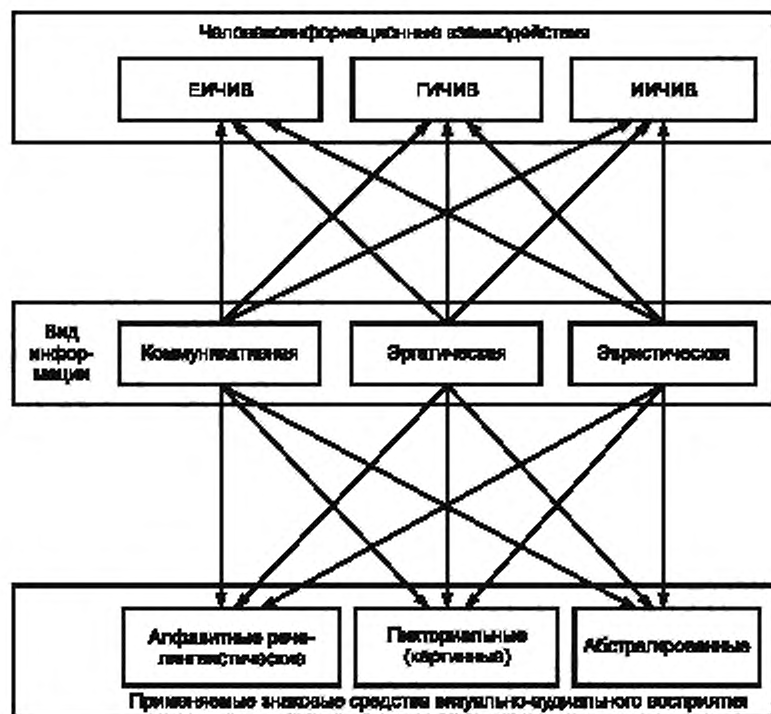 Человекоинформационные взаимодействия
ЕИЧИВ
ГИЧИВ
ИИЧИВ
Вид
инфор-
мации
Коммуникативная
Эргатическая
Эвристическая
Алфавитные рече-
лингвистические
Пикториальные
(картинные)
Абстралированные
Применяемые знаковые средства визуально-аудиального восприятия